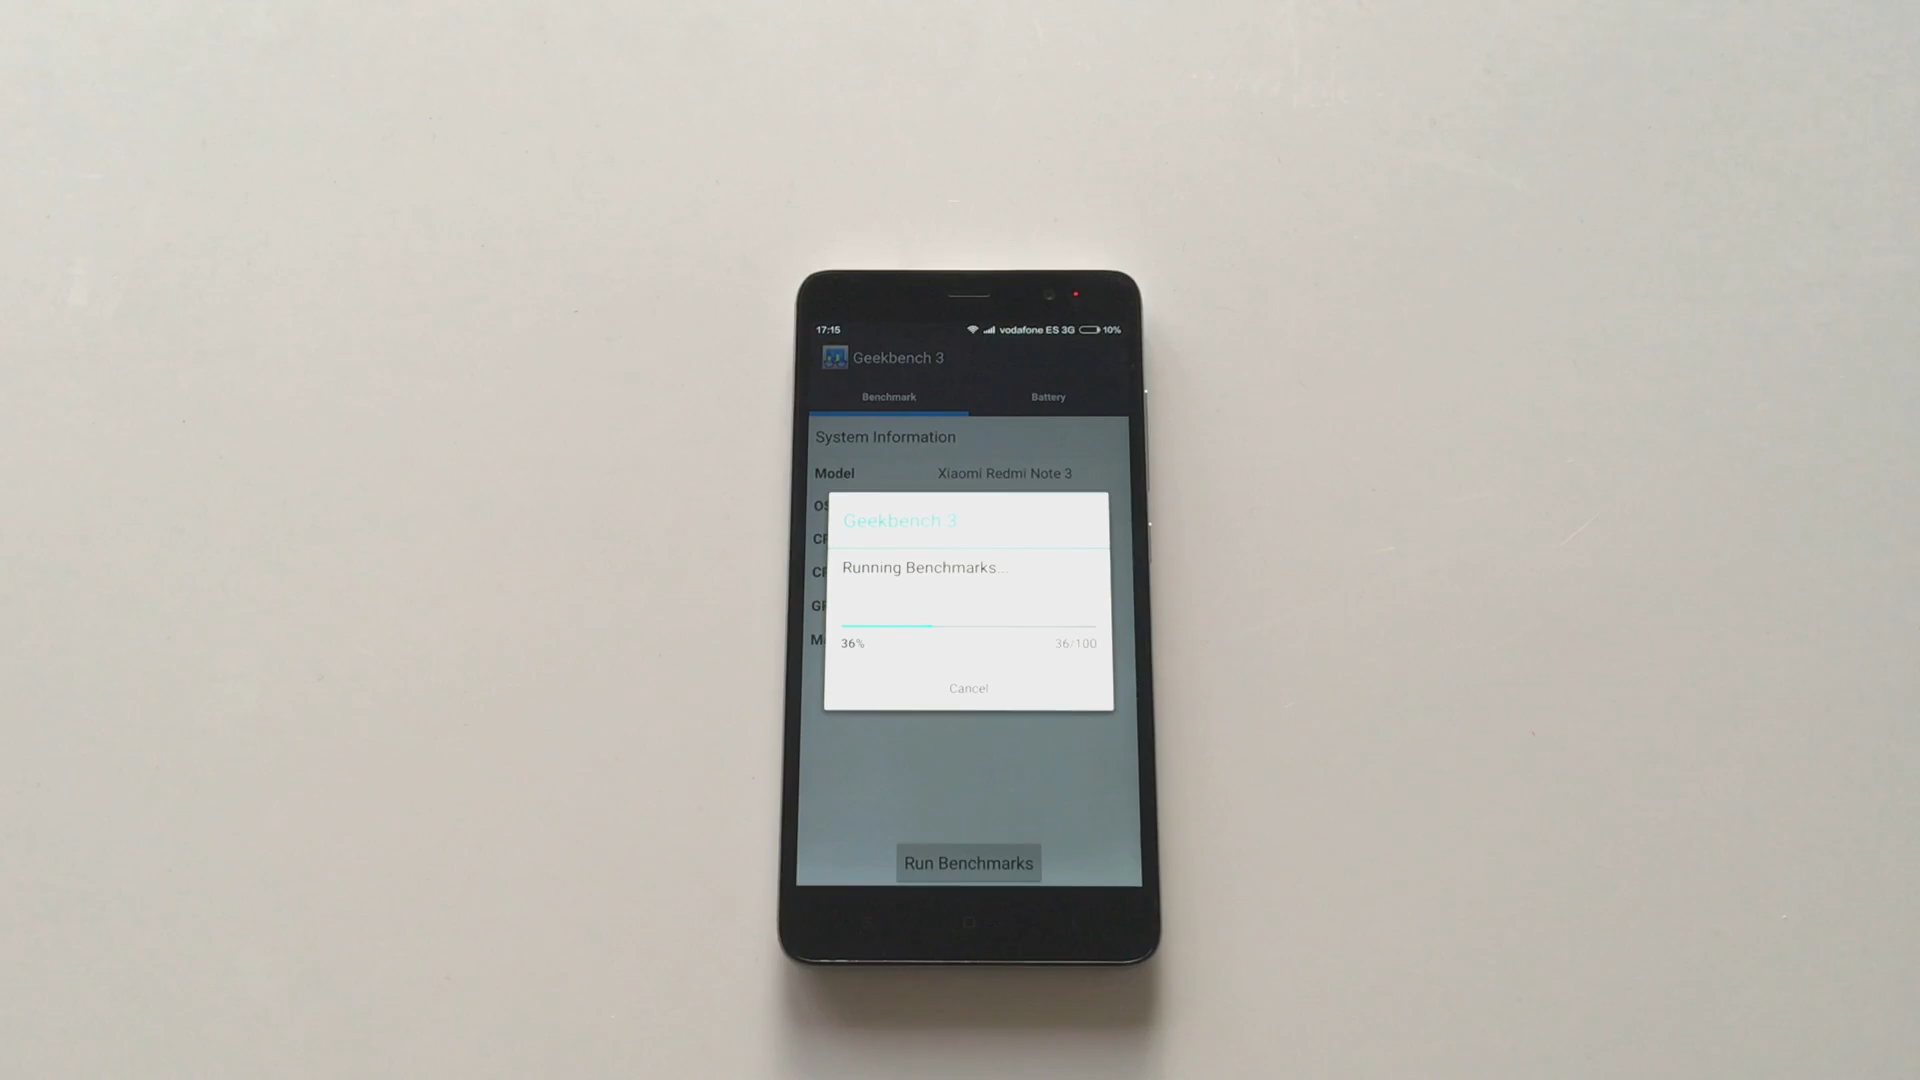 17:15 vodafone ES 3G 10%
Geekbench 3
Benchmark Battery
System Information
Model Xiaomi Redmi Note 3
Geekbench 3
Running Benchmarks...
36% 36/100
Cancel
Run Benchmarks